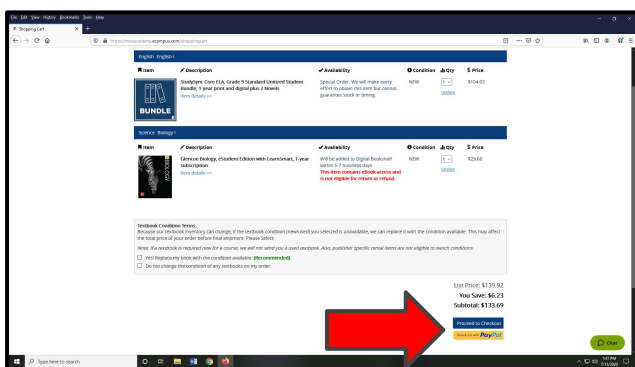 File Edit View History Bookmarks Tools Help
Shopping Cart
English English I
Item Description Availability Condition Qty Price
StudySync Core ELA, Grade 9 Standard Unitized Student
Bundle, 1-year print and digital plus 2 Novels
item details >>
Special Order. We will make every
effort to obtain this item but cannot
guarantee stock or timing.
NEW
Update
$104.03
BUNDLE
Science Biology I
Item Description Availability Condition Qty Price
Glencoe Biology, eStudent Edition with LearnSmart, 1-year
subscription
item details >>
Will be added to Digital Bookshelf
within 5-7 business days
This item contains eBook access and
is not eligible for return or refund.
NEW
Update
$29.66
BIOLOGY
Textbook Condition Terms:
Because our textbook inventory can change, if the textbook condition (new/used) you selected is unavailable, we can replace it with the condition available. This may affect
the total price of your order before final shipment. Please Select:
Note: If a textbook is required new for a course, we will not send you a used textbook. Also, publisher specific rental items are not eligible to switch conditions.
Yes! Replace my book with the condition available. (Recommended)
Do not change the condition of any textbooks on my order.
List Price: $139.92
You Save: $6.23
Subtotal: $133.69
Proceed to Checkout
PayPal
Chat
Type here to search
1:41 PM
7/13/2020